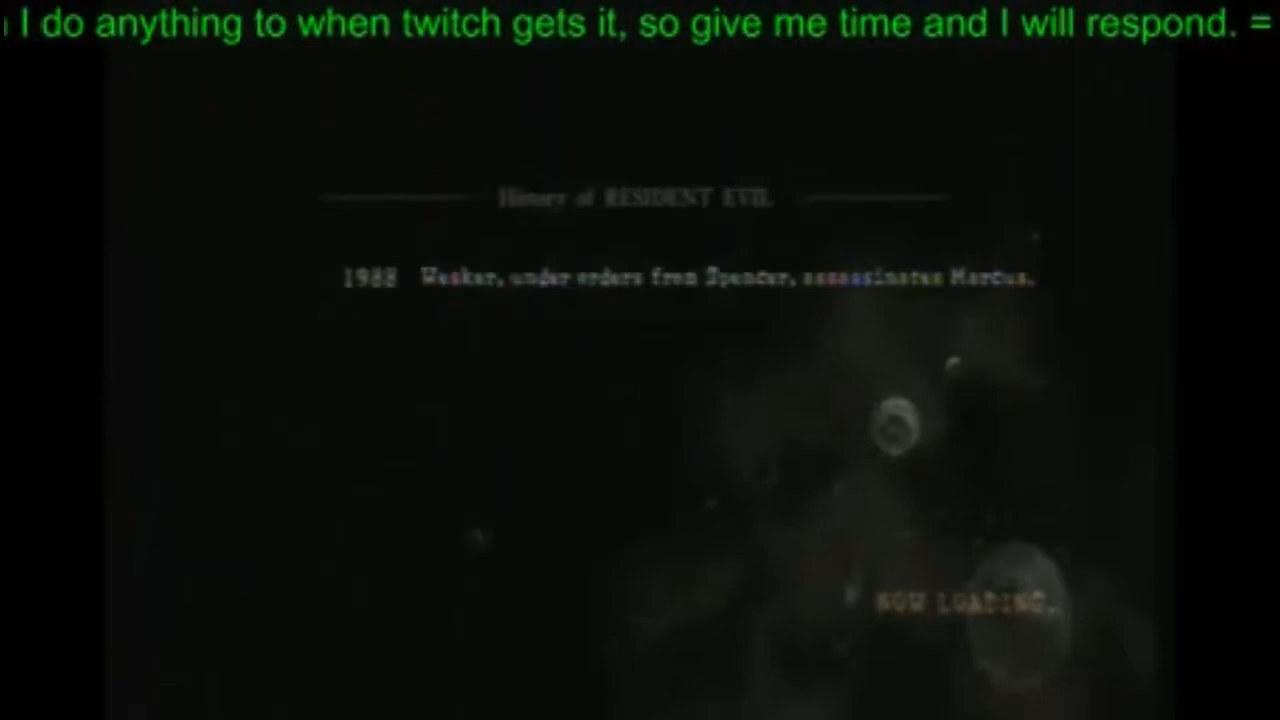 I do anything to when twitch gets it, so give me time and I will respond. =
History of RESIDENT EVIL
1988 Wesker, under orders from Spencer, assassinates Marcus.
NOW LOADING.